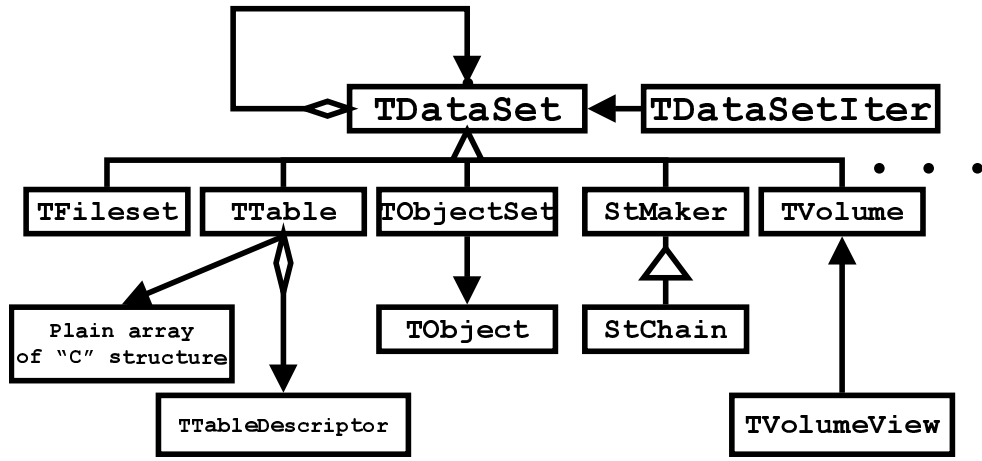 TDataSet
TDataSetIter
. . .
TFileset
TTable
TObjectSet
StMaker
TVolume
Plain array
of “C” structure
TObject
StChain
TTableDescriptor
TVolumeView